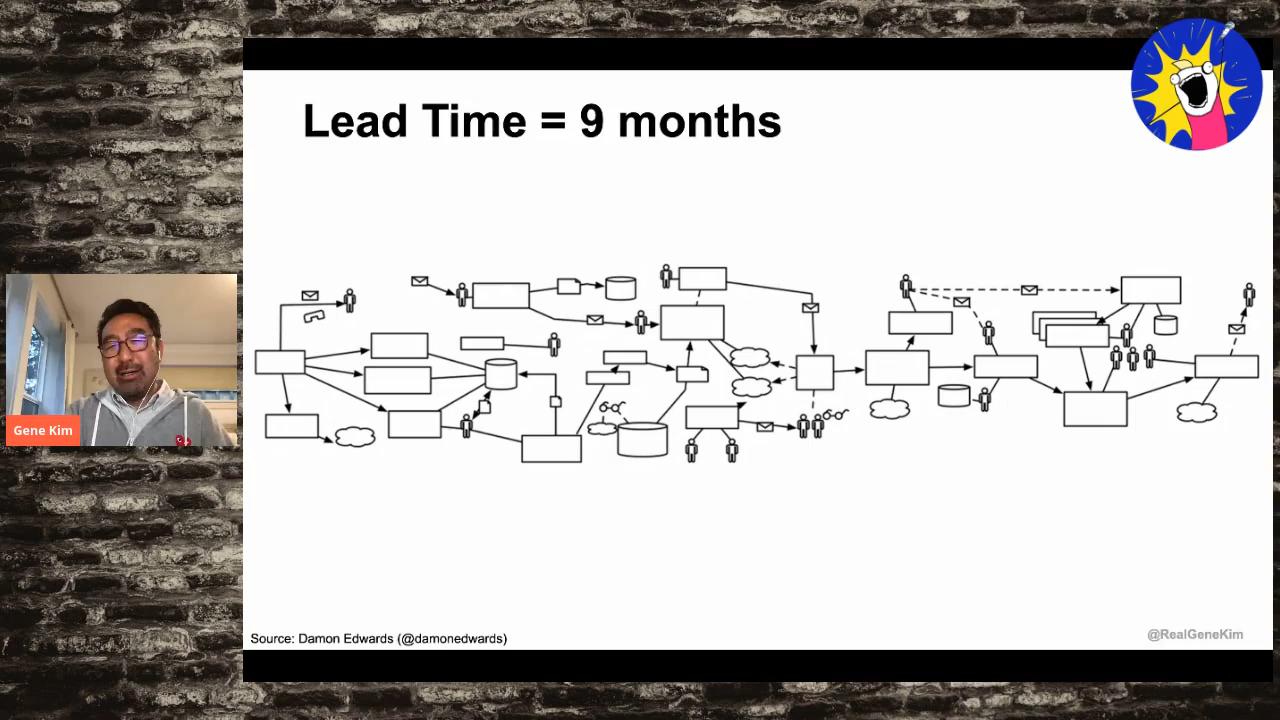 Lead Time = 9 months
Gene Kim
Source: Damon Edwards (@damonedwards)
@RealGeneKim